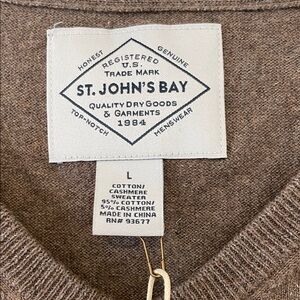 HONEST
GENUINE
REGISTERED
U.S.
TRADE MARK
ST. JOHN'S BAY
QUALITY DRY GOODS
& GARMENTS
1984
TOP-NOTCH
MENSWEAR
L
COTTON/
CASHMERE
SWEATER
95% COTTON/
5% CASHMERE
MADE IN CHINA
RN# 93677